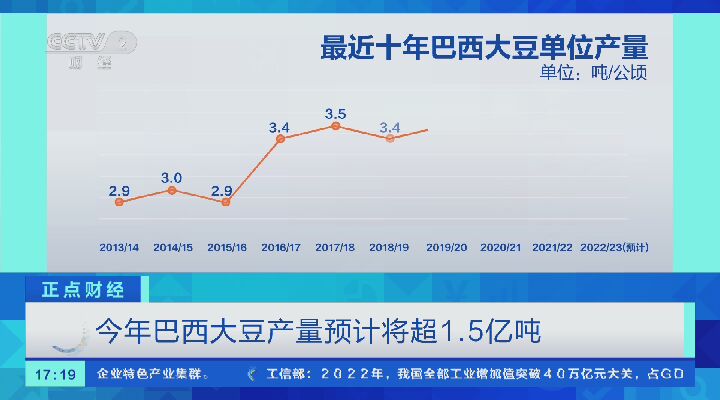 CCTV 2
财经
最近十年巴西大豆单位产量
单位：吨/公顷
3.5
3.4
3.4
3.0
2.9
2.9
2013/14 2014/15 2015/16 2016/17 2017/18 2018/19 2019/20 2020/21 2021/22 2022/23(预计)
正点财经
今年巴西大豆产量预计将超1.5亿吨
17:19 企业特色产业集群。 工信部：2022年，我国全部工业增加值突破40万亿元大关，占GD